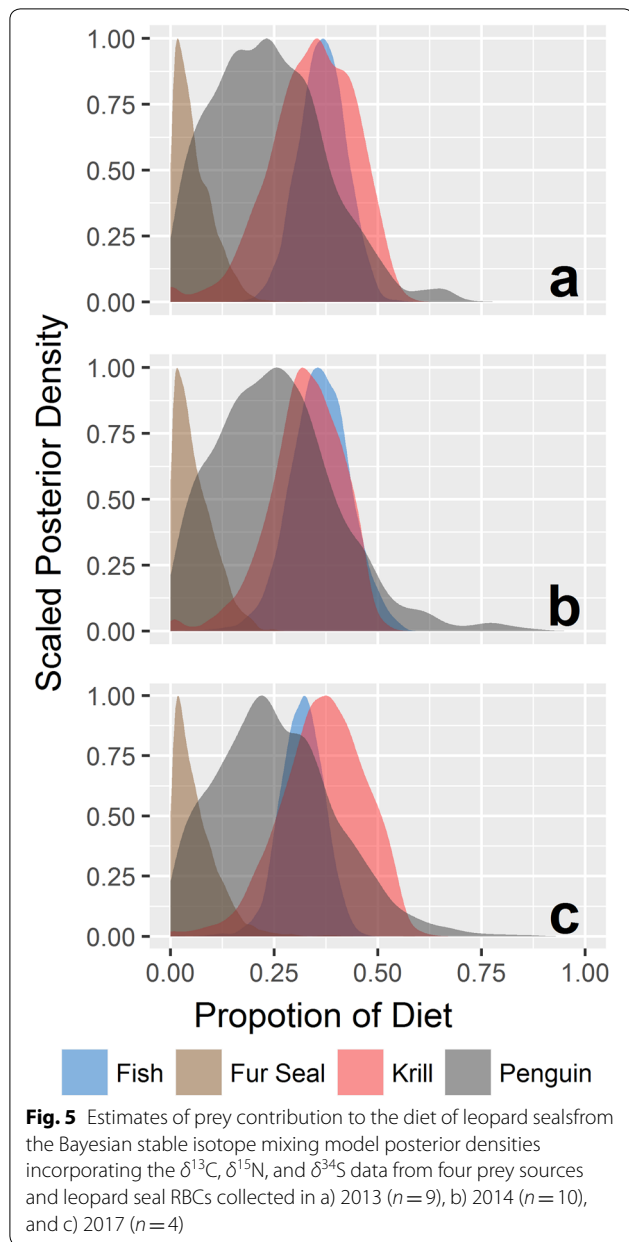 Scaled Posterior Density
1.00
0.75
0.50
0.25
0.00
a
1.00
0.75
0.50
0.25
0.00
b
1.00
0.75
0.50
0.25
0.00
c
0.00 0.25 0.50 0.75 1.00
Propotion of Diet
Fish Fur Seal Krill Penguin
Fig. 5 Estimates of prey contribution to the diet of leopard sealsfrom
the Bayesian stable isotope mixing model posterior densities
incorporating the δ¹³C, δ¹⁵N, and δ³⁴S data from four prey sources
and leopard seal RBCs collected in a) 2013 (n = 9), b) 2014 (n = 10),
and c) 2017 (n = 4)